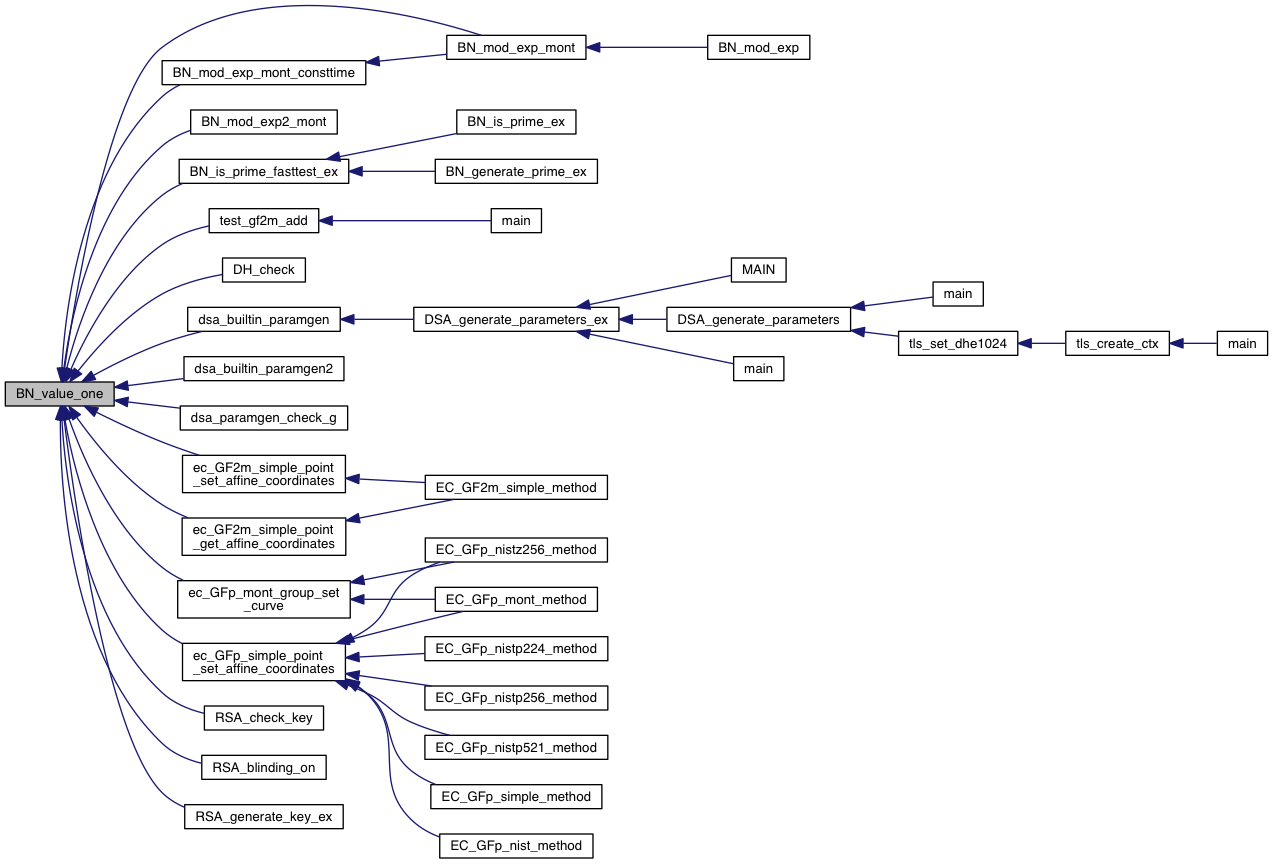 BN_mod_exp_mont
BN_mod_exp
BN_mod_exp_mont_consttime
BN_mod_exp2_mont
BN_is_prime_ex
BN_is_prime_fasttest_ex
BN_generate_prime_ex
test_gf2m_add
main
DH_check
MAIN
main
dsa_builtin_paramgen
DSA_generate_parameters_ex
DSA_generate_parameters
tls_set_dhe1024
tls_create_ctx
main
dsa_builtin_paramgen2
main
BN_value_one
dsa_paramgen_check_g
ec_GF2m_simple_point
_set_affine_coordinates
EC_GF2m_simple_method
ec_GF2m_simple_point
_get_affine_coordinates
EC_GFp_nistz256_method
ec_GFp_mont_group_set
_curve
EC_GFp_mont_method
ec_GFp_simple_point
_set_affine_coordinates
EC_GFp_nistp224_method
EC_GFp_nistp256_method
RSA_check_key
EC_GFp_nistp521_method
RSA_blinding_on
EC_GFp_simple_method
RSA_generate_key_ex
EC_GFp_nist_method